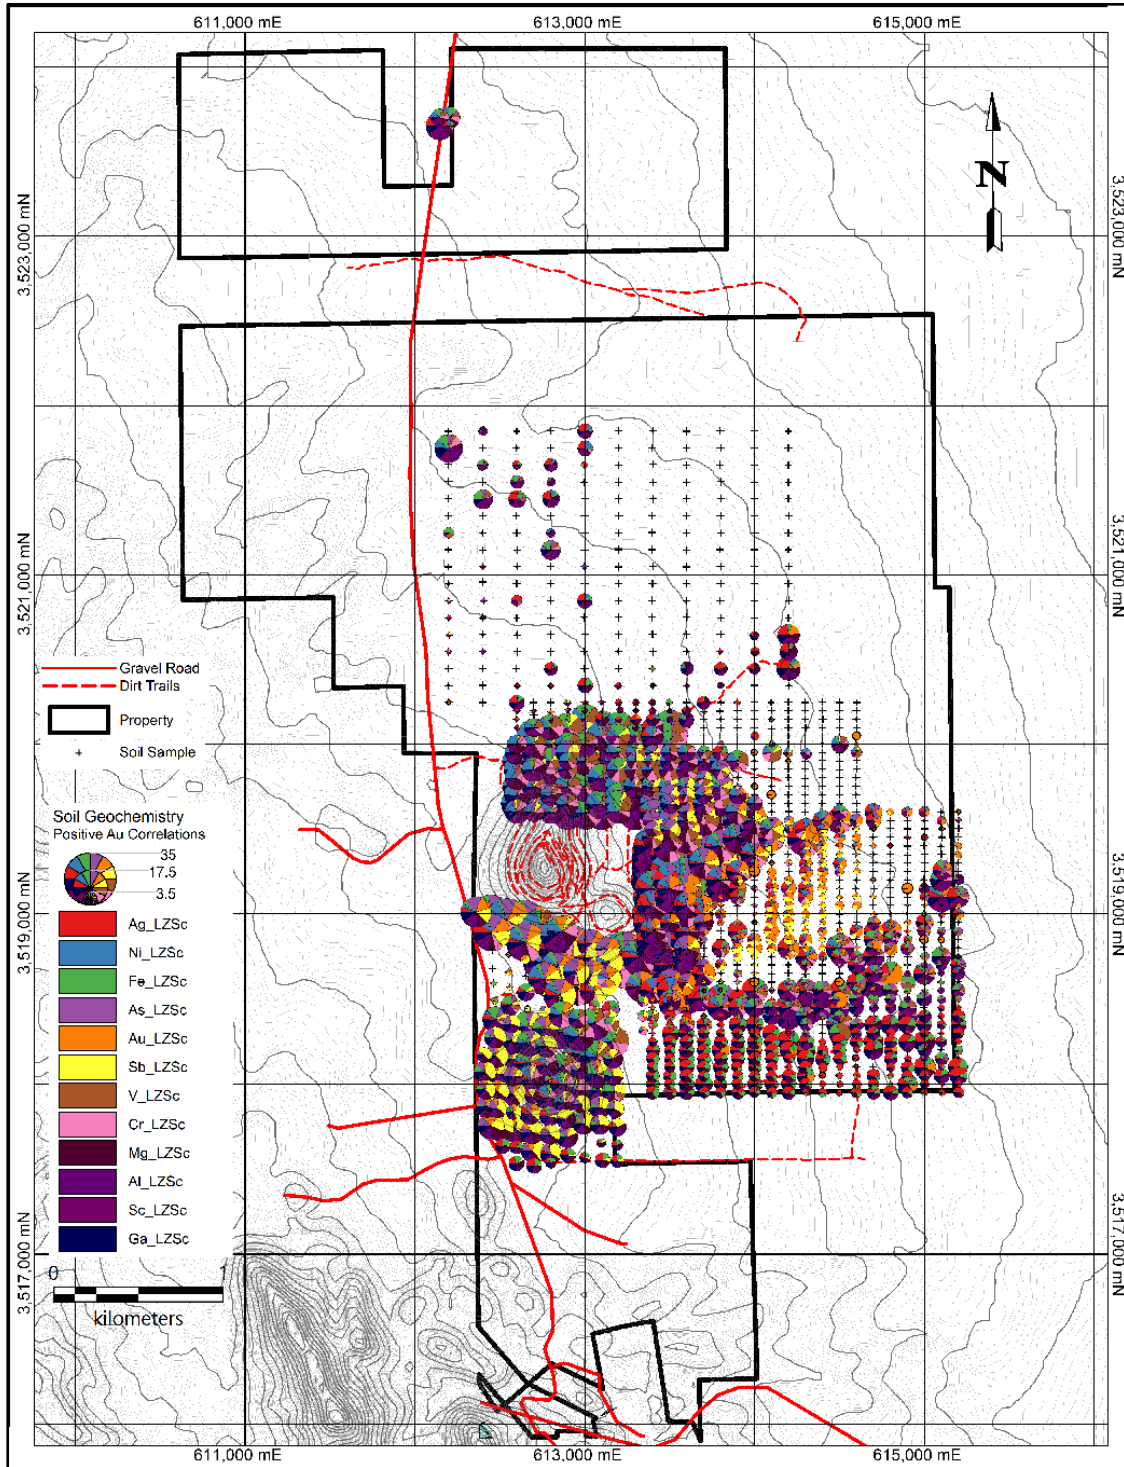 611,000 mE 613,000 mE 615,000 mE
N
3,523,000 mN 3,523,000 mN
3,521,000 mN 3,521,000 mN
Gravel Road
Dirt Trails
Property
Soil Sample
Soil Geochemistry
Positive Au Correlations
35
17.5
3.5
Ag_LZSc
Ni_LZSc
Fe_LZSc
As_LZSc
Au_LZSc
Sb_LZSc
V_LZSc
Cr_LZSc
Mg_LZSc
Al_LZSc
Sc_LZSc
Ga_LZSc
3,519,000 mN 3,519,000 mN
3,517,000 mN 3,517,000 mN
0 1
kilometers
611,000 mE 613,000 mE 615,000 mE